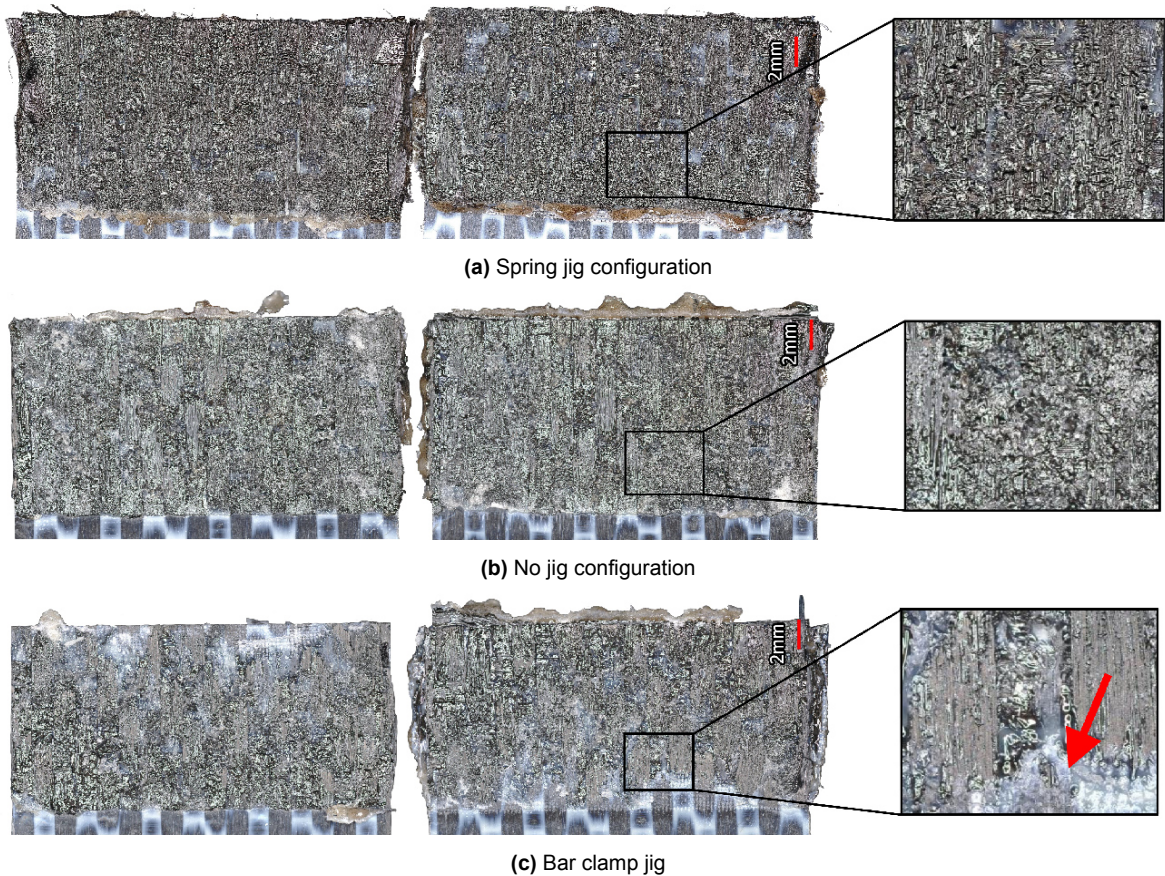 2mm
(a) Spring jig configuration
2mm
(b) No jig configuration
2mm
(c) Bar clamp jig